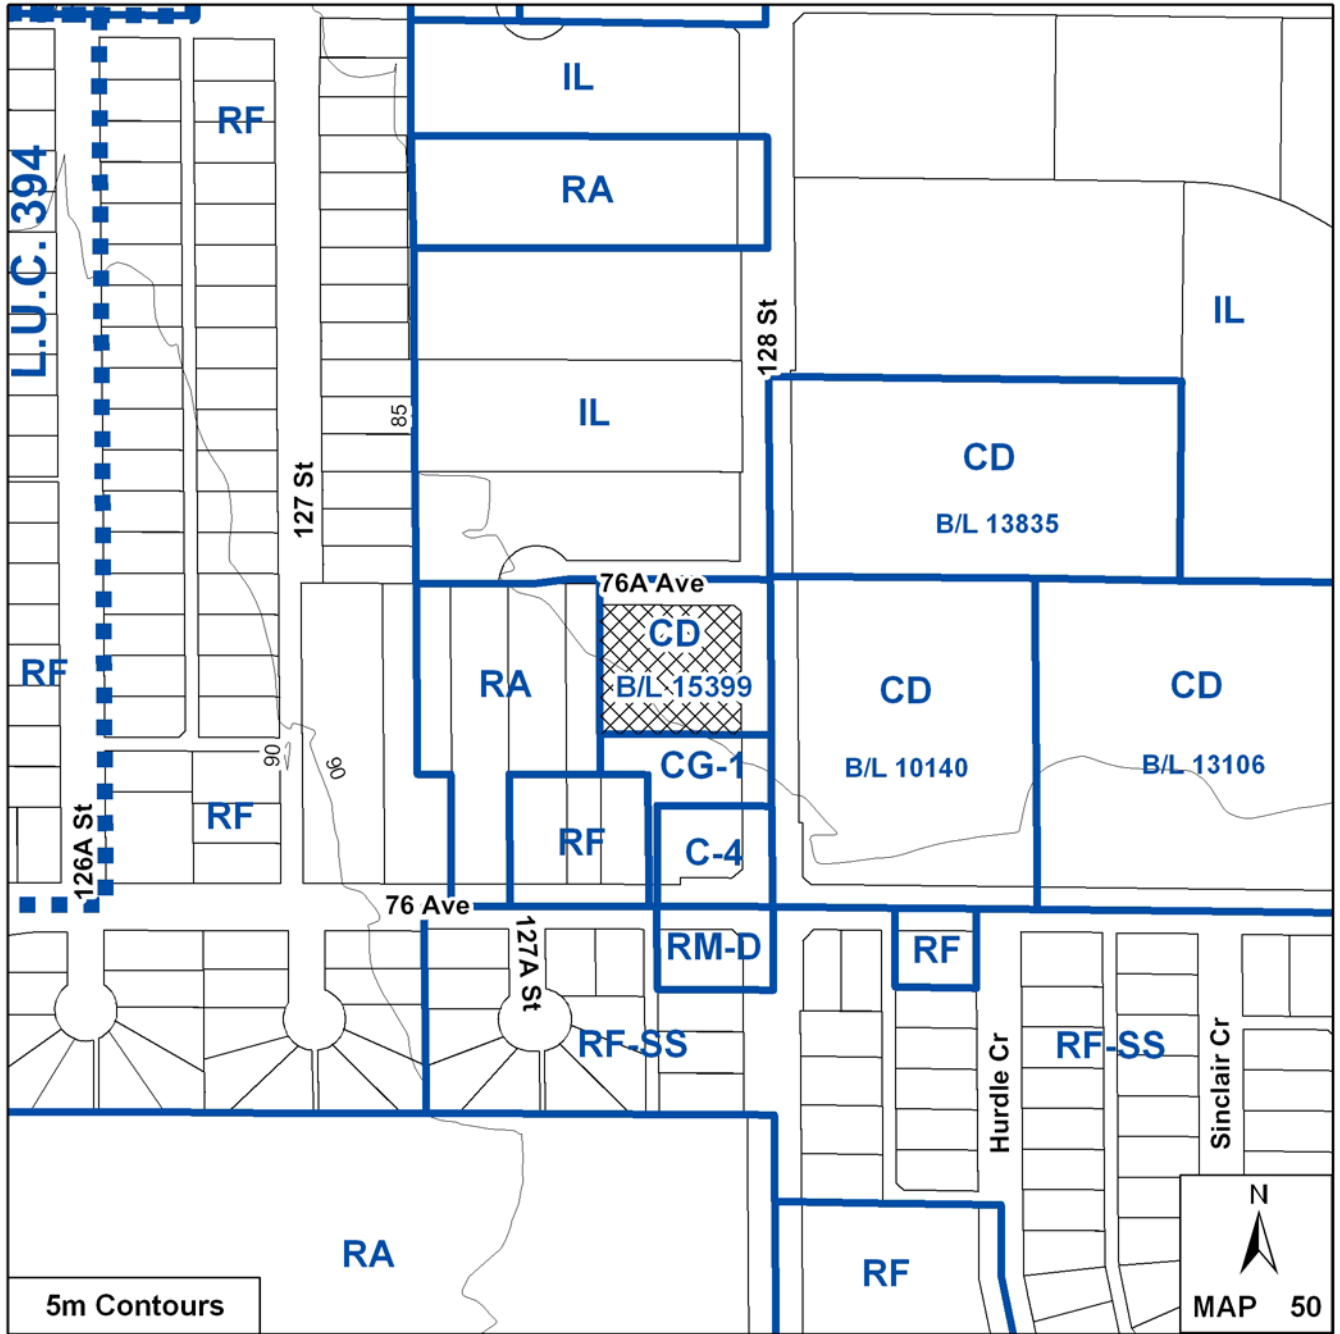 IL
RF
RA
L.U.C. 394
128 St
IL
85
IL
CD
127 St
B/L 13835
76A Ave
CD
RF
RA
B/L 15399
CD
CD
90
90
CG-1
B/L 10140
B/L 13106
RF
126A St
RF
C-4
76 Ave
127A St
RM-D
RF
RF-SS
Hurdle Cr
RF-SS
Sinclair Cr
RA
RF
N
5m Contours
MAP 50